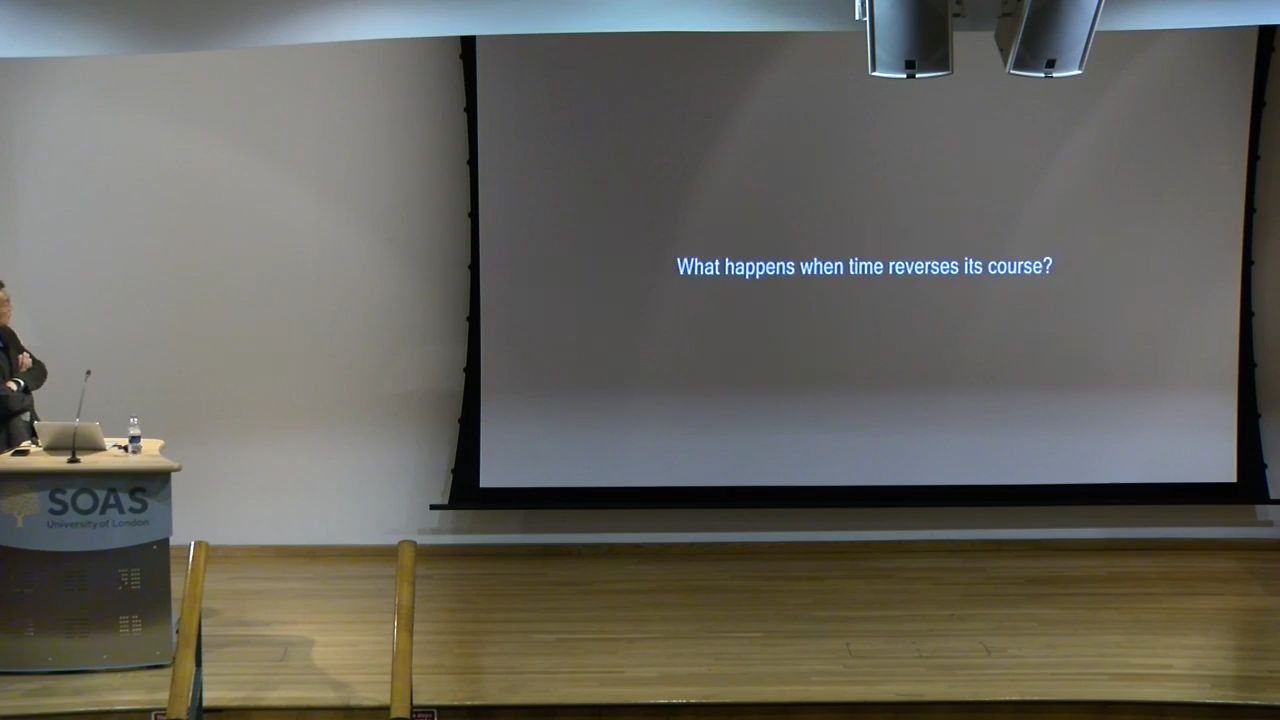 What happens when time reverses its course?
SOAS
University of London